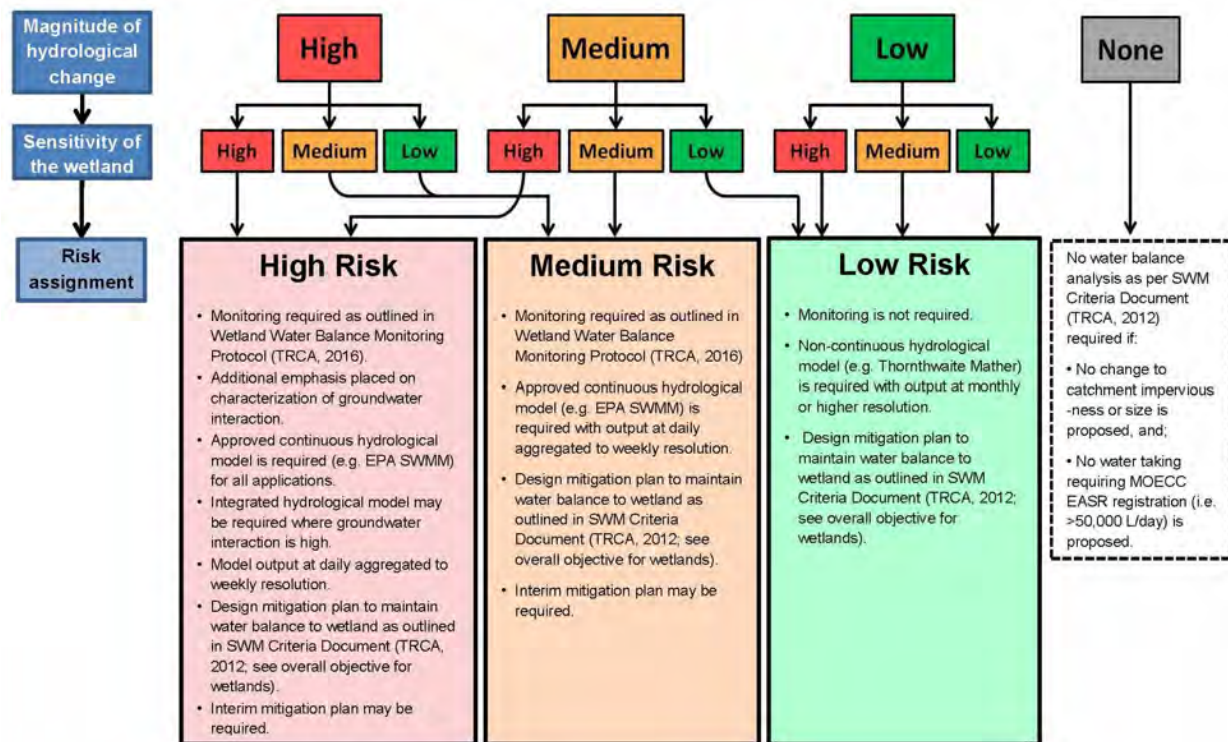 Magnitude of
hydrological
change
High
Medium
Low
None
Sensitivity of
the wetland
High
Medium
Low
High
Medium
Low
High
Medium
Low
Risk
assignment
High Risk
• Monitoring required as outlined in
Wetland Water Balance Monitoring
Protocol (TRCA, 2016).
• Additional emphasis placed on
characterization of groundwater
interaction.
• Approved continuous hydrological
model is required (e.g. EPA SWMM)
for all applications.
• Integrated hydrological model may
be required where groundwater
interaction is high.
• Model output at daily aggregated to
weekly resolution.
• Design mitigation plan to maintain
water balance to wetland as outlined
in SWM Criteria Document (TRCA,
2012; see overall objective for
wetlands).
• Interim mitigation plan may be
required.
Medium Risk
• Monitoring required as outlined in
Wetland Water Balance
Monitoring Protocol (TRCA, 2016)
• Approved continuous hydrological
model (e.g. EPA SWMM) is
required with output at daily
aggregated to weekly resolution.
• Design mitigation plan to maintain
water balance to wetland as
outlined in SWM Criteria
Document (TRCA, 2012; see
overall objective for wetlands).
• Interim mitigation plan may be
required.
Low Risk
• Monitoring is not required.
• Non-continuous hydrological
model (e.g. Thornthwaite Mather)
is required with output at monthly
or higher resolution.
• Design mitigation plan to
maintain water balance to
wetland as outlined in SWM
Criteria Document (TRCA, 2012;
see overall objective for
wetlands).
No water balance
analysis as per SWM
Criteria Document
(TRCA, 2012)
required if:
• No change to
catchment impervious
-ness or size is
proposed, and;
• No water taking
requiring MOECC
EASR registration (i.e.
>50,000 L/day) is
proposed.